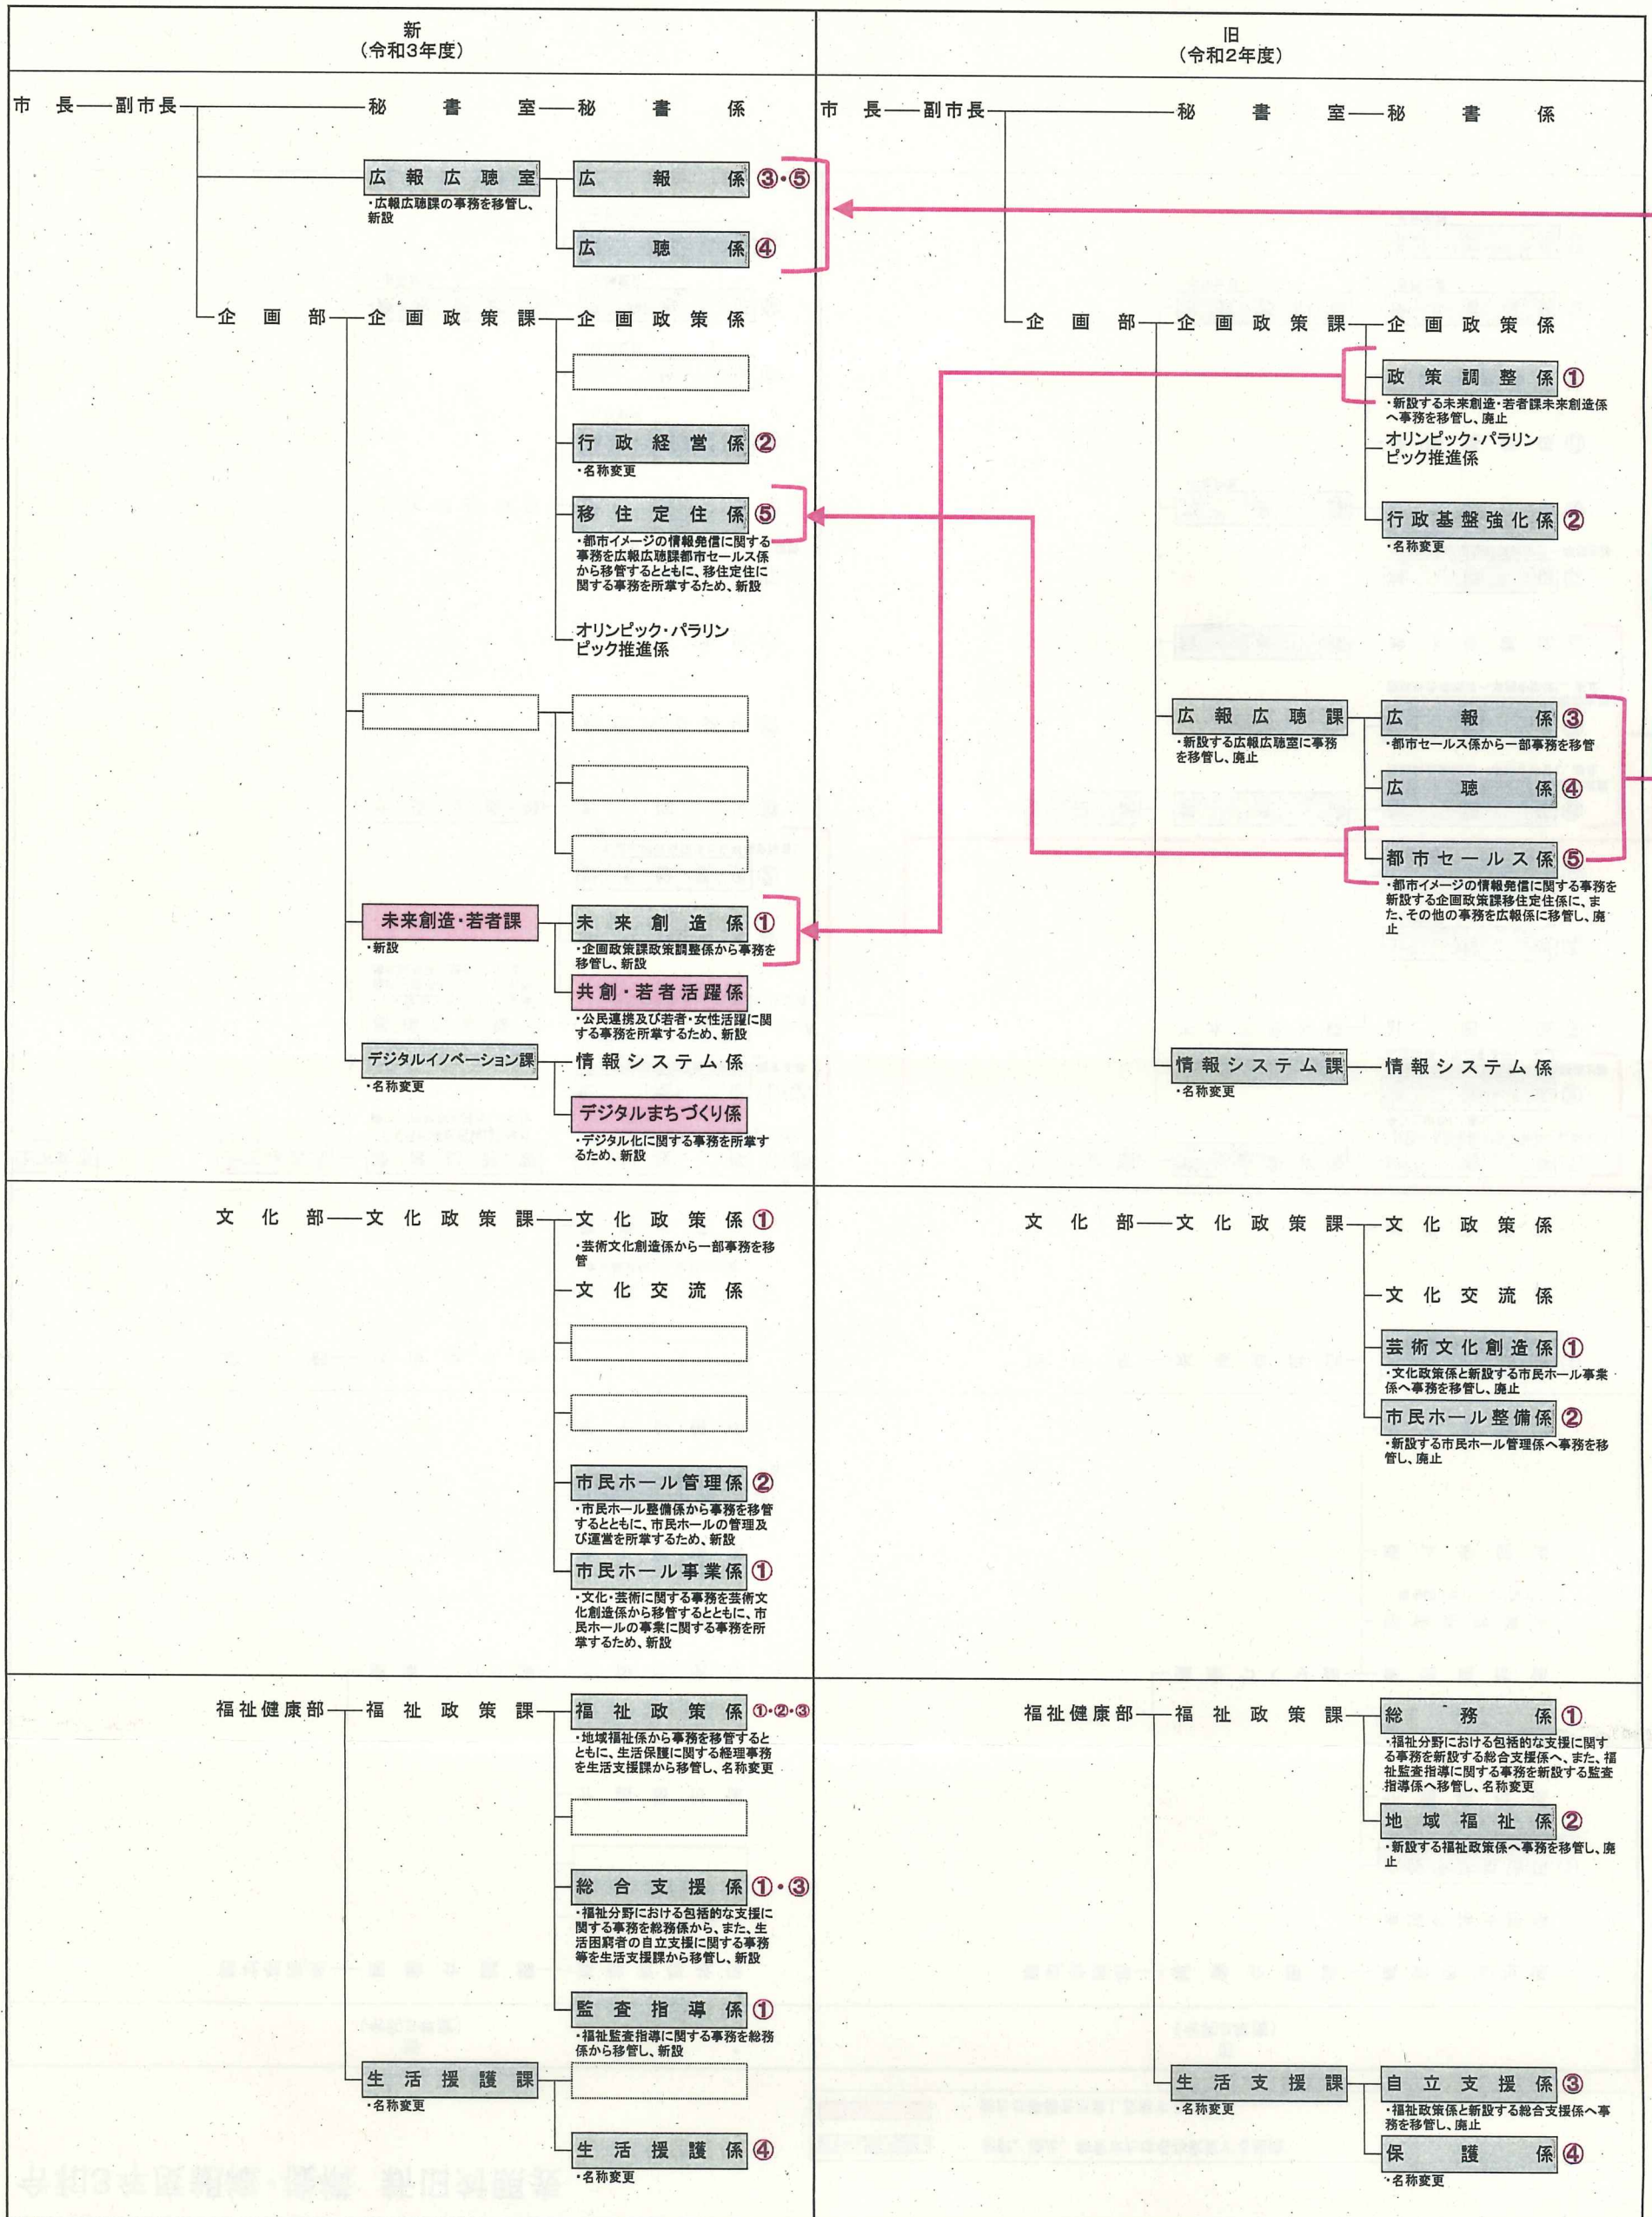 新
(令和3年度)
市長 副市長 秘書室 秘書係
広報広聴室 広報係 ③・⑤
・広報広聴課の事務を移管し、
新設
広聴係 ④
企画部 企画政策課 企画政策係
行政経営係 ②
・名称変更
移住定住係 ⑤
・都市イメージの情報発信に関する
事務を広報広聴課都市セールス係
から移管するとともに、移住定住に
関する事務を所掌するため、新設
オリンピック・パラリン
ピック推進係
未来創造・若者課 未来創造係 ①
・新設
・企画政策課政策調整係から事務を
移管し、新設
共創・若者活躍係
・公民連携及び若者・女性活躍に関
する事務を所掌するため、新設
デジタルイノベーション課 情報システム係
・名称変更
デジタルまちづくり係
・デジタル化に関する事務を所掌す
るため、新設
文化部 文化政策課 文化政策係 ①
・芸術文化創造係から一部事務を移
管
文化交流係
市民ホール管理係 ②
・市民ホール整備係から事務を移管
するとともに、市民ホールの管理及
び運営を所掌するため、新設
市民ホール事業係 ①
・文化・芸術に関する事務を芸術文
化創造係から移管するとともに、市
民ホールの事業に関する事務を所
掌するため、新設
福祉健康部 福祉政策課 福祉政策係 ①・②・③
・地域福祉係から事務を移管すると
ともに、生活保護に関する経理事務
を生活支援課から移管し、名称変更
総合支援係 ①・③
・福祉分野における包括的な支援に
関する事務を総務係から、また、生
活困窮者の自立支援に関する事務
等を生活支援課から移管し、新設
監査指導係 ①
・福祉監査指導に関する事務を総務
係から移管し、新設
生活援護課
・名称変更
生活援護係 ④
・名称変更
旧
(令和2年度)
市長 副市長 秘書室 秘書係
企画部 企画政策課 企画政策係
政策調整係 ①
・新設する未来創造・若者課未来創造係
へ事務を移管し、廃止
オリンピック・パラリン
ピック推進係
行政基盤強化係 ②
・名称変更
広報広聴課 広報係 ③
・新設する広報広聴室に事務
を移管し、廃止
・都市セールス係から一部事務を移管
広聴係 ④
都市セールス係 ⑤
・都市イメージの情報発信に関する事務を
新設する企画政策課移住定住係に、ま
た、その他の事務を広報係に移管し、廃
止
情報システム課 情報システム係
・名称変更
文化部 文化政策課 文化政策係
文化交流係
芸術文化創造係 ①
・文化政策係と新設する市民ホール事業
係へ事務を移管し、廃止
市民ホール整備係 ②
・新設する市民ホール管理係へ事務を移
管し、廃止
福祉健康部 福祉政策課 総務係 ①
・福祉分野における包括的な支援に関す
る事務を新設する総合支援係へ、また、福
祉監査指導に関する事務を新設する監査
指導係へ移管し、名称変更
地域福祉係 ②
・新設する福祉政策係へ事務を移管し、廃
止
生活支援課 自立支援係 ③
・名称変更
・福祉政策係と新設する総合支援係へ事
務を移管し、廃止
保護係 ④
・名称変更